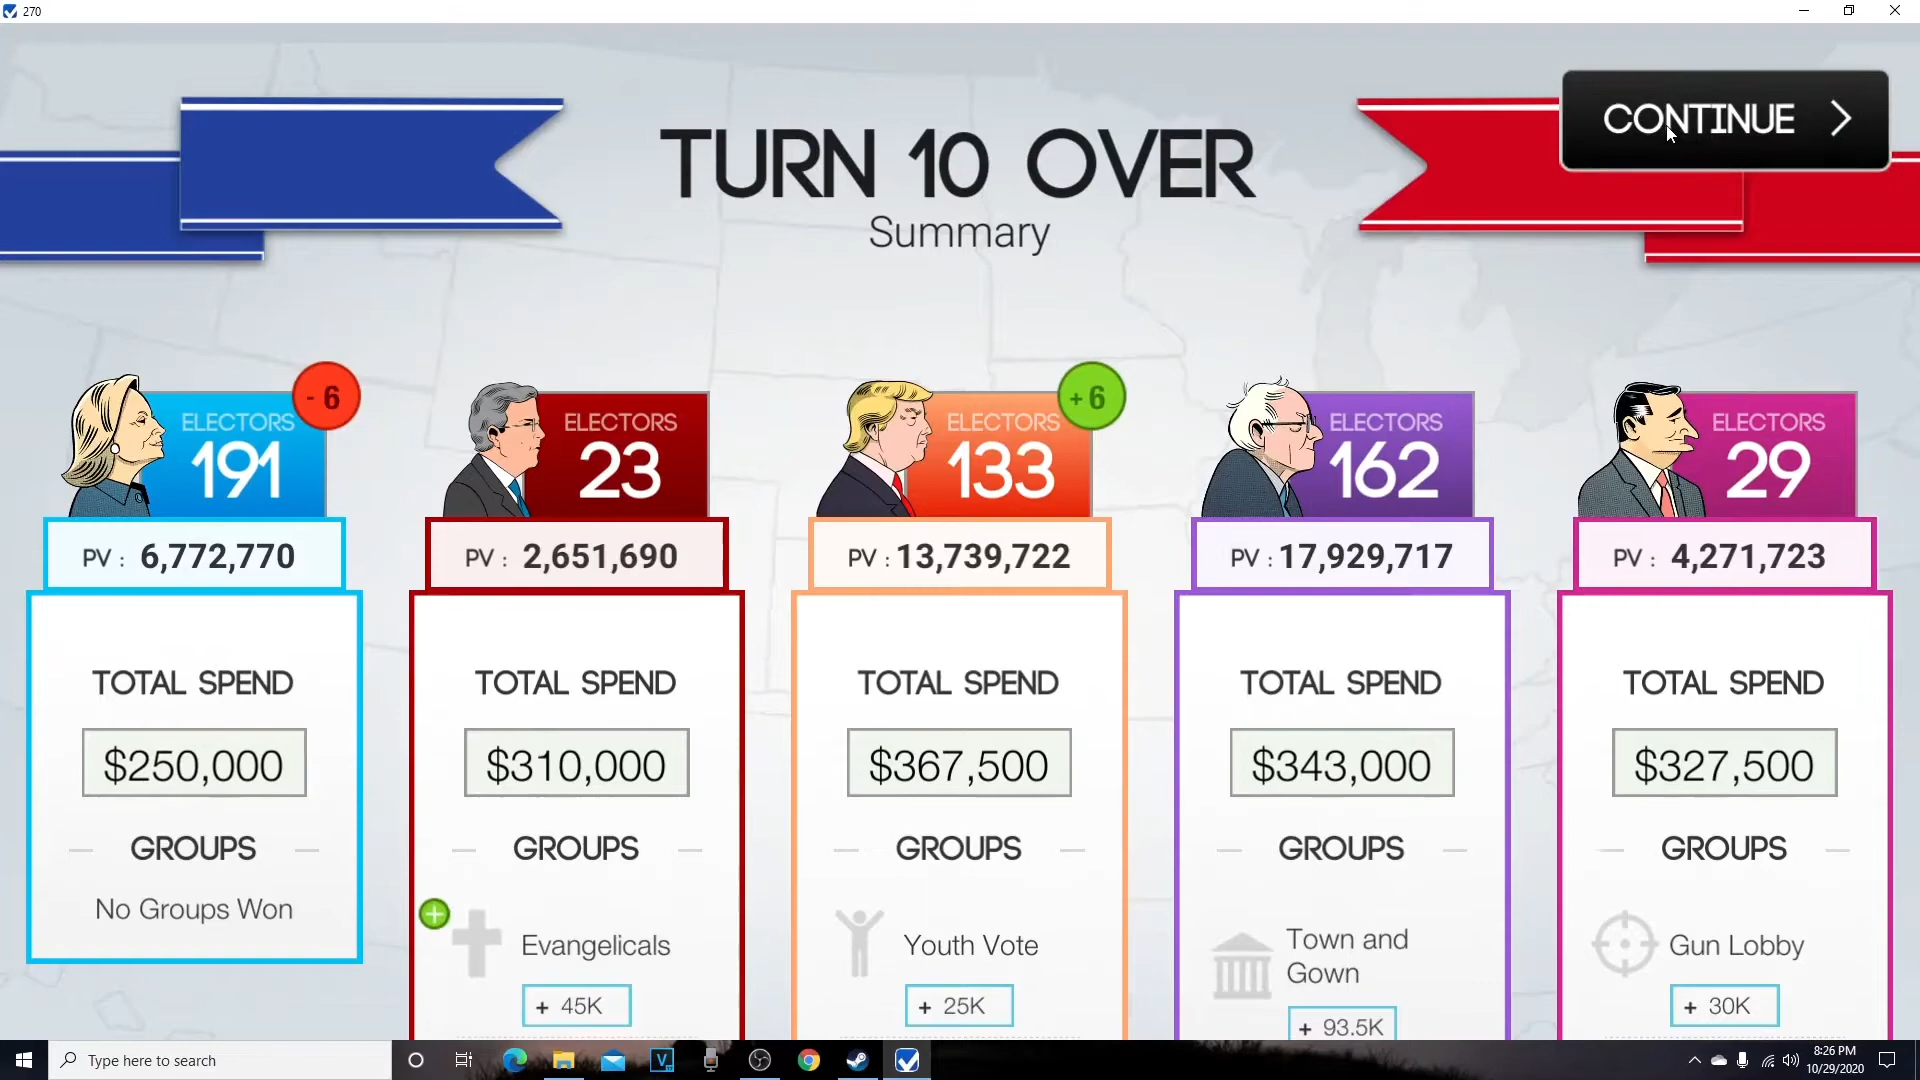 270
CONTINUE
TURN 10 OVER
Summary
- 6
ELECTORS
191
PV : 6,772,770
TOTAL SPEND
$250,000
GROUPS
No Groups Won
ELECTORS
23
PV : 2,651,690
TOTAL SPEND
$310,000
GROUPS
Evangelicals
+ 45K
+ 6
ELECTORS
133
PV : 13,739,722
TOTAL SPEND
$367,500
GROUPS
Youth Vote
+ 25K
ELECTORS
162
PV : 17,929,717
TOTAL SPEND
$343,000
GROUPS
Town and
Gown
+ 93.5K
ELECTORS
29
PV : 4,271,723
TOTAL SPEND
$327,500
GROUPS
Gun Lobby
+ 30K
Type here to search
8:26 PM
10/29/2020